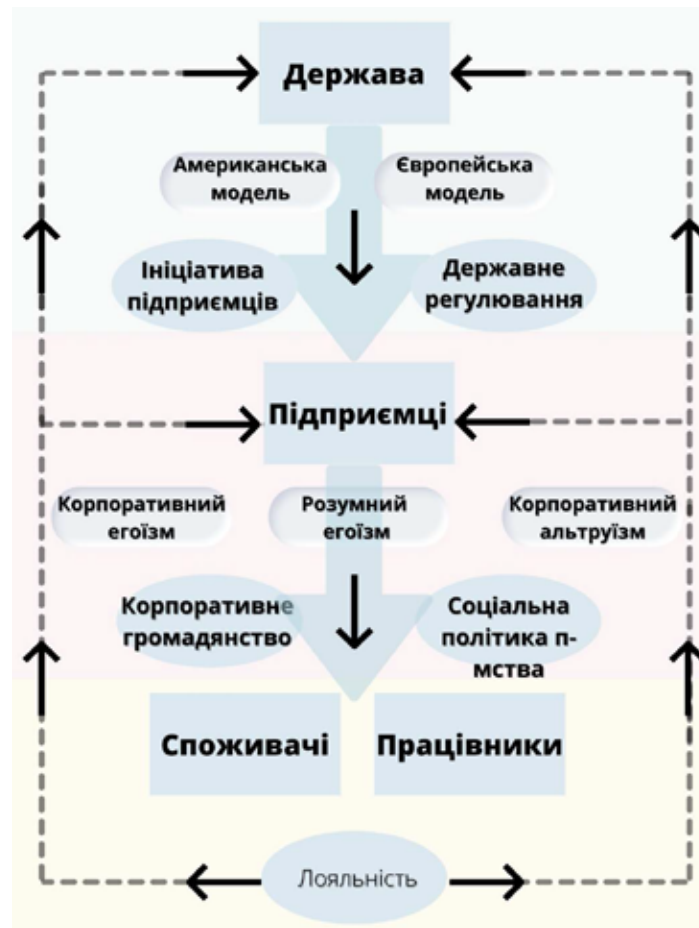 Держава
Американська
модель
Європейська
модель
Ініціатива
підприємців
Державне
регулювання
Підприємці
Корпоративний
егоїзм
Розумний
егоїзм
Корпоративний
альтруїзм
Корпоративне
громадянство
Соціальна
політика п-
мства
Споживачі
Працівники
Лояльність